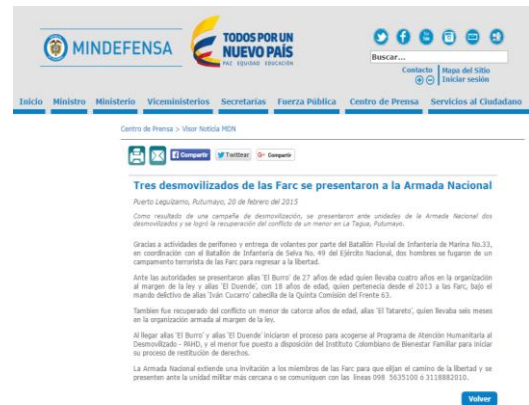 MINDEFENSA
TODOS POR UN
NUEVO PAÍS
PAZ EQUIDAD EDUCACIÓN
Buscar...
Contacto Mapa del Sitio
Iniciar sesión
Inicio Ministro Ministerio Viceministerios Secretarías Fuerza Pública Centro de Prensa Servicios al Ciudadano
Centro de Prensa > Visor Noticia MDN
Compartir Twittear G+ Compartir
Tres desmovilizados de las Farc se presentaron a la Armada Nacional
Puerto Leguízamo, Putumayo, 20 de febrero del 2015
Como resultado de una campaña de desmovilización, se presentaron ante unidades de la Armada Nacional dos
desmovilizados y se logró la recuperación del conflicto de un menor en La Tagua, Putumayo.
Gracias a actividades de perifoneo y entrega de volantes por parte del Batallón Fluvial de Infantería de Marina No.33,
en coordinación con el Batallón de Infantería de Selva No. 49 del Ejército Nacional, dos hombres se fugaron de un
campamento terrorista de las Farc para regresar a la libertad.
Ante las autoridades se presentaron alias 'El Burro' de 27 años de edad quien llevaba cuatro años en la organización
al margen de la ley y alias 'El Duende', con 18 años de edad, quien pertenecía desde el 2013 a las Farc, bajo el
mando delictivo de alias 'Iván Cucarro' cabecilla de la Quinta Comisión del Frente 63.
Tambien fue recuperado del conflicto un menor de catorce años de edad, alias 'El Tatareto', quien llevaba seis meses
en la organización armada al margen de la ley.
Al llegar alias 'El Burro' y alias 'El Duende' iniciaron el proceso para acogerse al Programa de Atención Humanitaria al
Desmovilizado - PAHD, y el menor fue puesto a disposición del Instituto Colombiano de Bienestar Familiar para iniciar
su proceso de restitución de derechos.
La Armada Nacional extiende una invitación a los miembros de las Farc para que elijan el camino de la libertad y se
presenten ante la unidad militar más cercana o se comuniquen con las líneas 098 5635100 ó 3118882010.
Volver